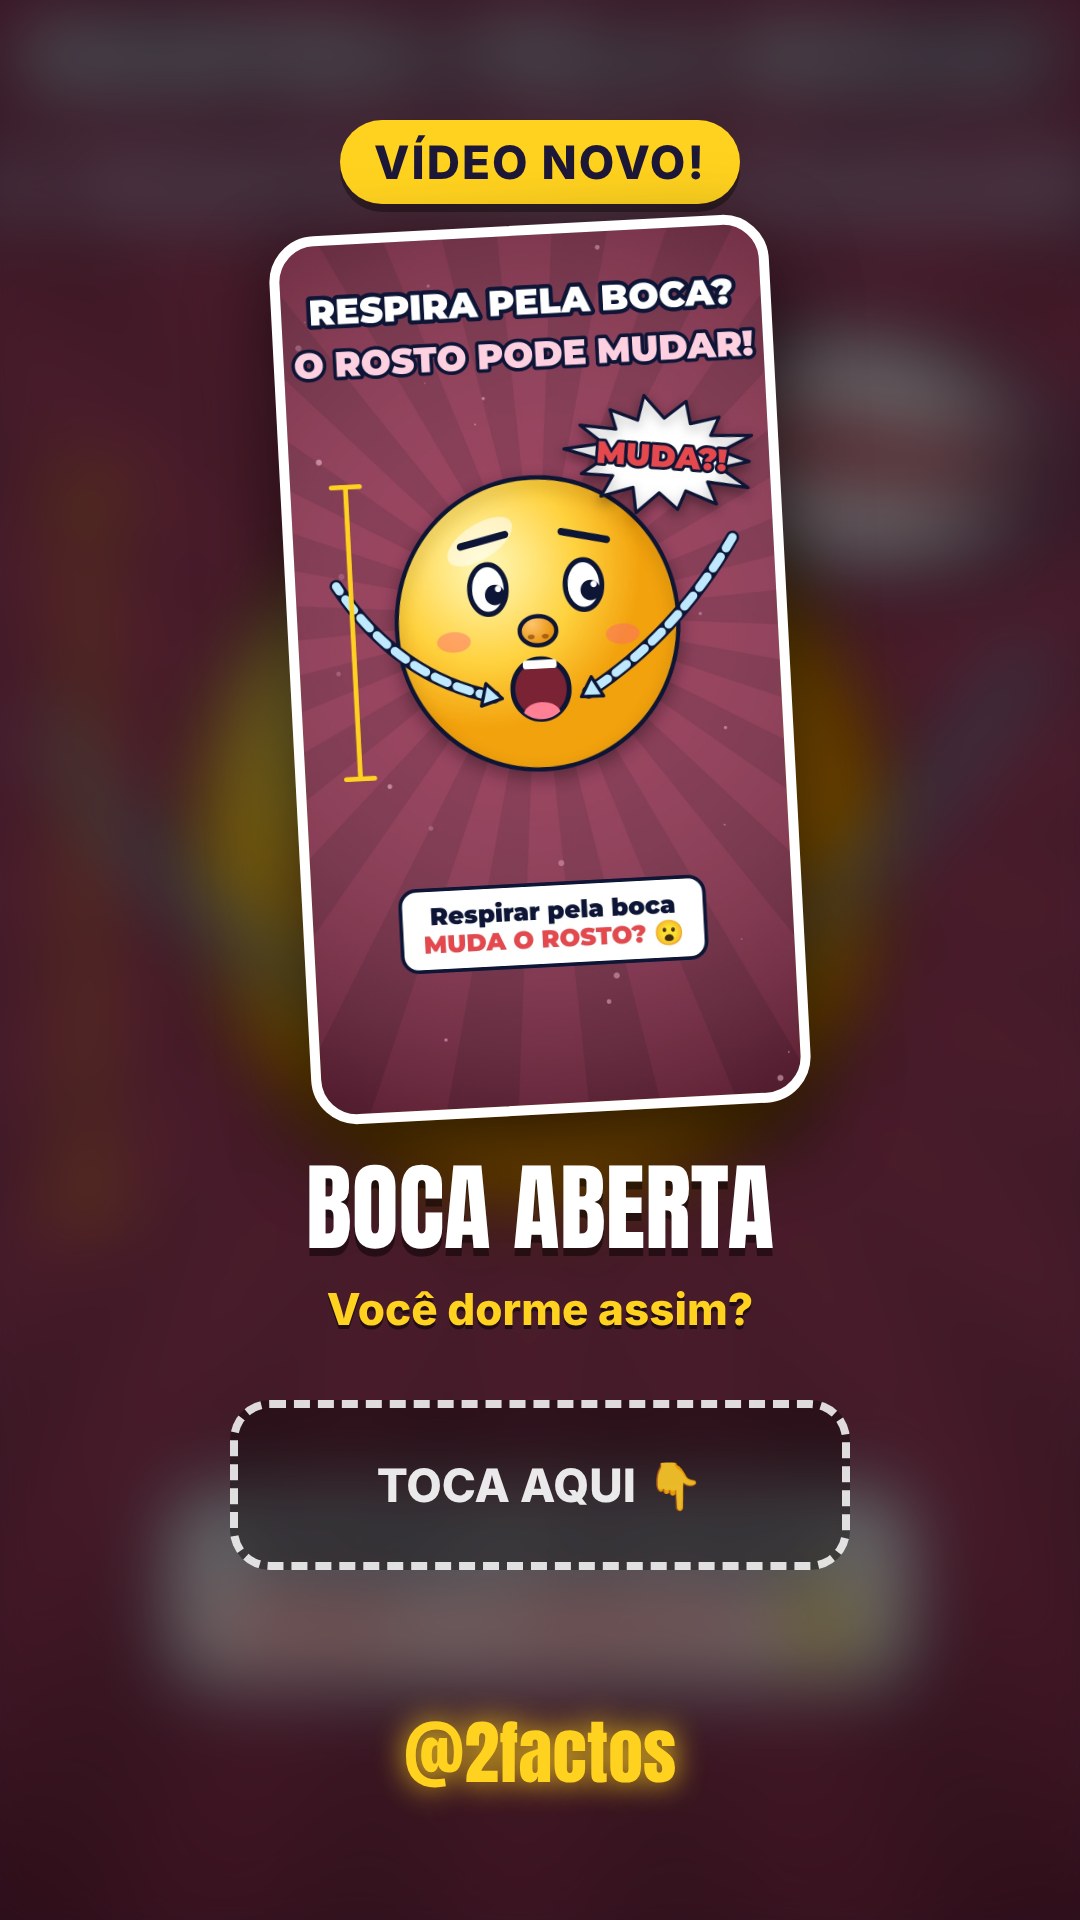 VÍDEO NOVO!
RESPIRA PELA BOCA?
O ROSTO PODE MUDAR!
MUDA?!
Respirar pela boca
MUDA O ROSTO? 😮
BOCA ABERTA
Você dorme assim?
TOCA AQUI 👇
@2factos